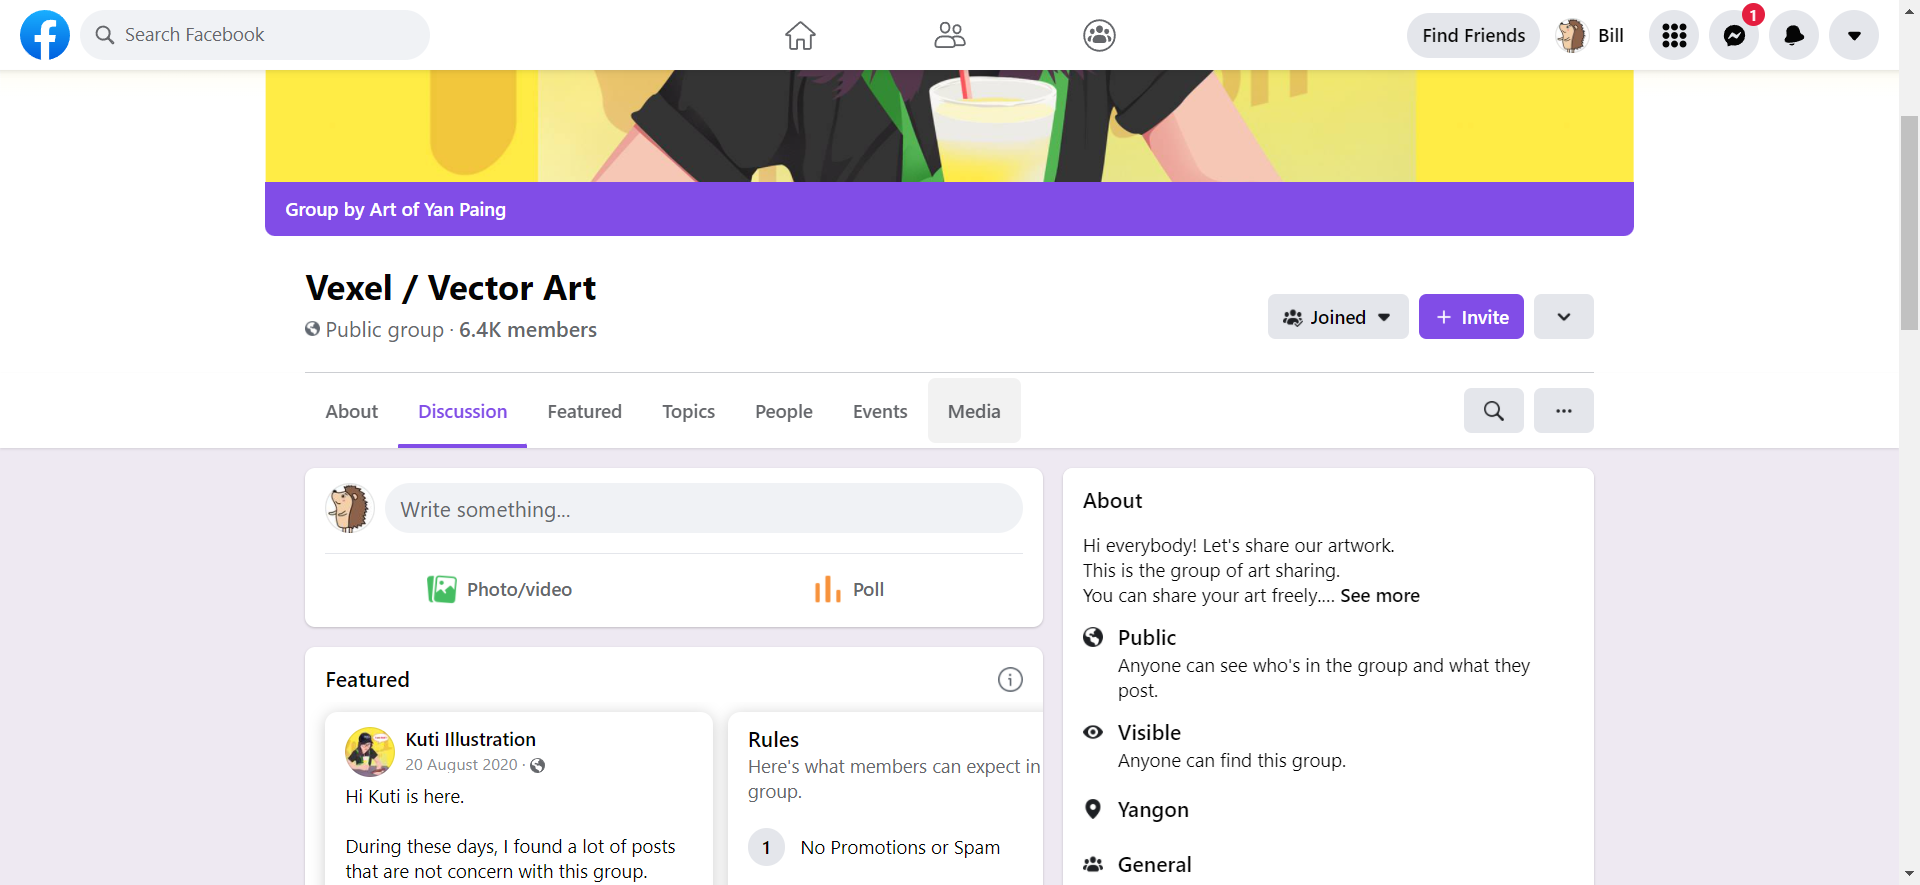 Search Facebook
Find Friends
Bill
1
Group by Art of Yan Paing
Vexel / Vector Art
Public group · 6.4K members
Joined
+ Invite
About
Discussion
Featured
Topics
People
Events
Media
Write something...
Photo/video
Poll
Featured
Kuti Illustration
20 August 2020 ·
Hi Kuti is here.
During these days, I found a lot of posts
that are not concern with this group.
Rules
Here's what members can expect in
group.
1 No Promotions or Spam
About
Hi everybody! Let's share our artwork.
This is the group of art sharing.
You can share your art freely.... See more
Public
Anyone can see who's in the group and what they
post.
Visible
Anyone can find this group.
Yangon
General